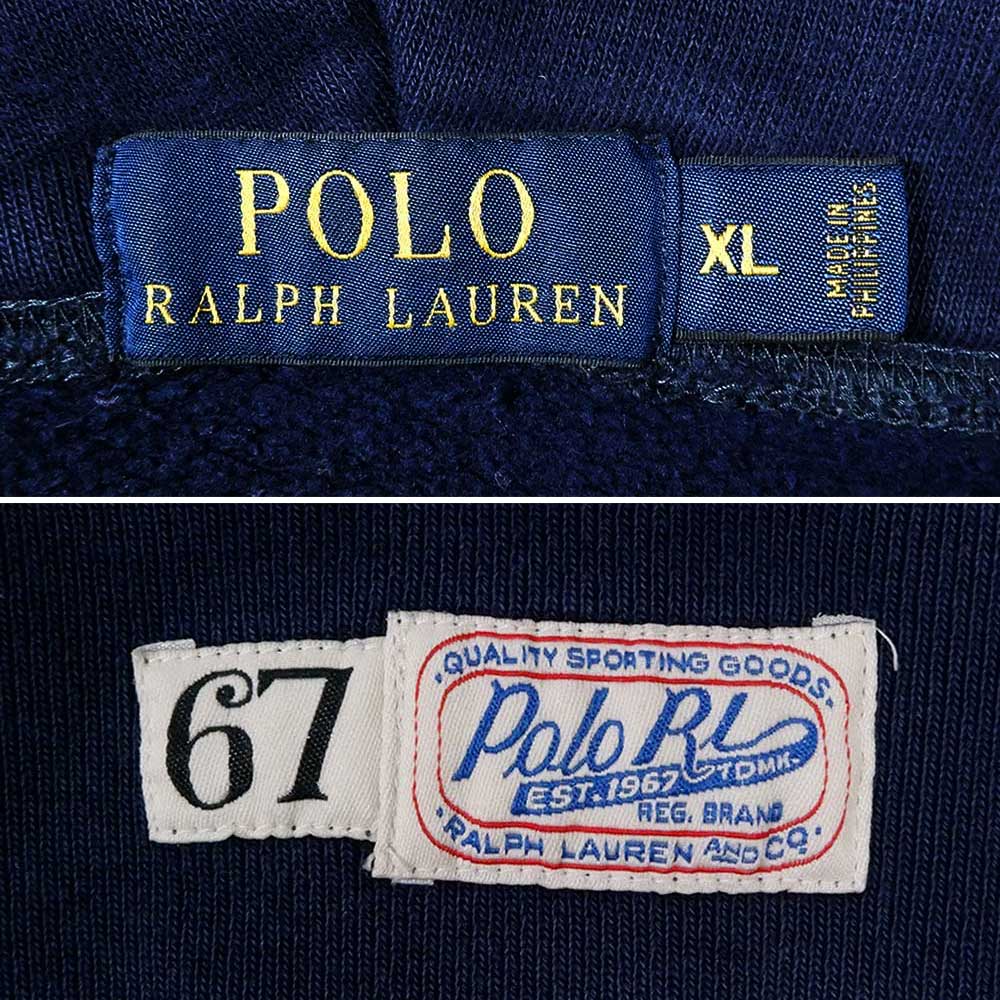 POLO
RALPH LAUREN
XL
MADE IN
PHILIPPINES
67
·QUALITY SPORTING GOODS·
Polo RL
EST. 1967 TDMK.
REG. BRAND
·RALPH LAUREN AND CO.·